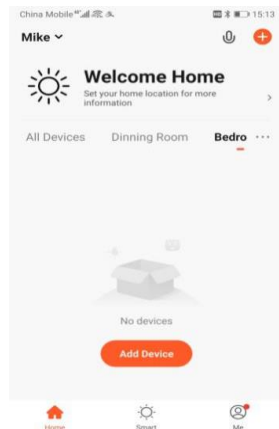 China Mobile 4G 15:13
Mike
Welcome Home
Set your home location for more
information
All Devices Dinning Room Bedro ...
No devices
Add Device
Home Smart Me